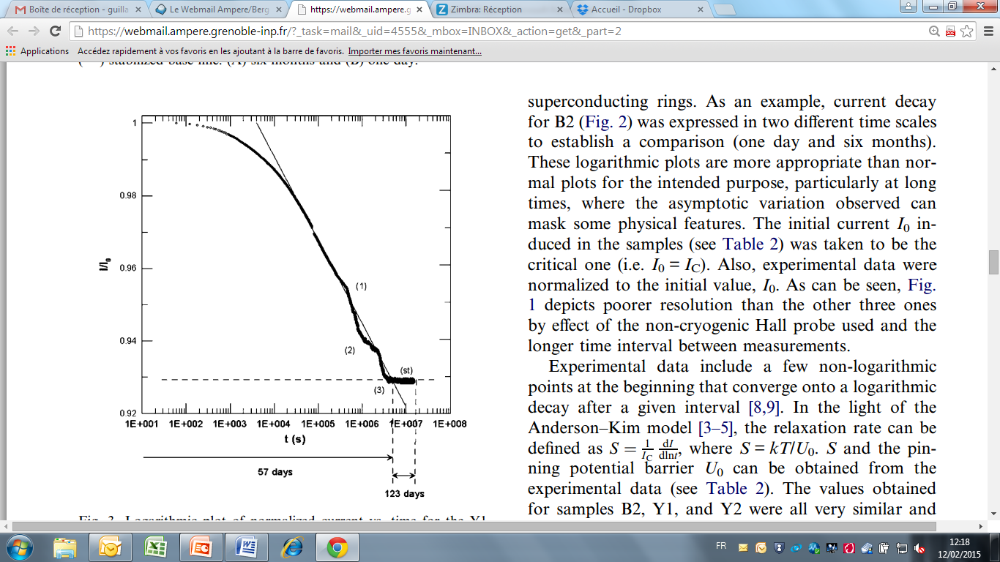 Boîte de réception - guilla
Le Webmail Ampere/Berg
https://webmail.ampere.g
Zimbra: Réception
Accueil - Dropbox
https://webmail.ampere.grenoble-inp.fr/?_task=mail&_uid=4555&_mbox=INBOX&_action=get&_part=2
Applications Accédez rapidement à vos favoris en les ajoutant à la barre de favoris. Importer mes favoris maintenant...
stabilized base line. (A) six months and (B) one day.
1
0.98
0.96
0.94
0.92
I/I₀
(1)
(2)
(st)
(3)
1E+001 1E+002 1E+003 1E+004 1E+005 1E+006 1E+007 1E+008
t (s)
57 days
123 days
Fig. 3. Logarithmic plot of normalized current vs. time for the Y1
superconducting rings. As an example, current decay
for B2 (Fig. 2) was expressed in two different time scales
to establish a comparison (one day and six months).
These logarithmic plots are more appropriate than nor-
mal plots for the intended purpose, particularly at long
times, where the asymptotic variation observed can
mask some physical features. The initial current I₀ in-
duced in the samples (see Table 2) was taken to be the
critical one (i.e. I₀ = I_C). Also, experimental data were
normalized to the initial value, I₀. As can be seen, Fig.
1 depicts poorer resolution than the other three ones
by effect of the non-cryogenic Hall probe used and the
longer time interval between measurements.
Experimental data include a few non-logarithmic
points at the beginning that converge onto a logarithmic
decay after a given interval [8,9]. In the light of the
Anderson–Kim model [3–5], the relaxation rate can be
defined as S = 1/I_C dI/dlnt, where S = kT/U₀. S and the pin-
ning potential barrier U₀ can be obtained from the
experimental data (see Table 2). The values obtained
for samples B2, Y1, and Y2 were all very similar and
FR
12:18
12/02/2015